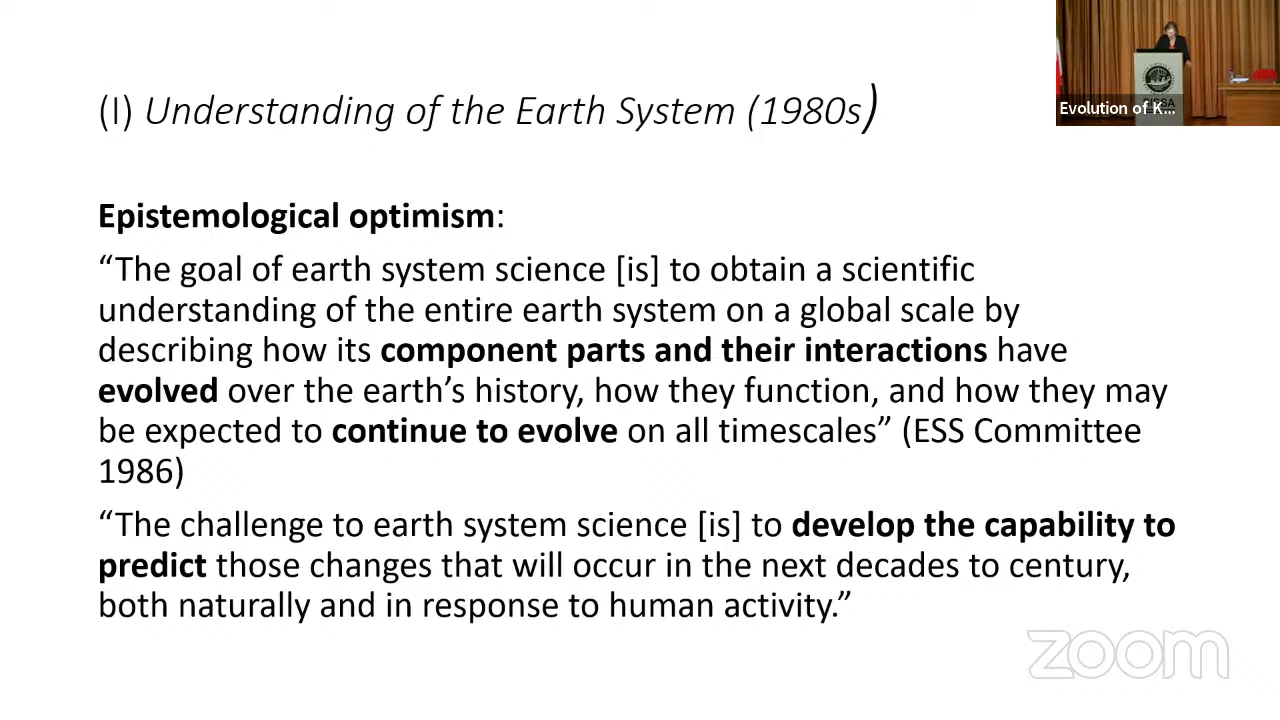 (I) Understanding of the Earth System (1980s)
Evolution of K...
Epistemological optimism:
“The goal of earth system science [is] to obtain a scientific
understanding of the entire earth system on a global scale by
describing how its component parts and their interactions have
evolved over the earth’s history, how they function, and how they may
be expected to continue to evolve on all timescales” (ESS Committee
1986)
“The challenge to earth system science [is] to develop the capability to
predict those changes that will occur in the next decades to century,
both naturally and in response to human activity.”
zoom